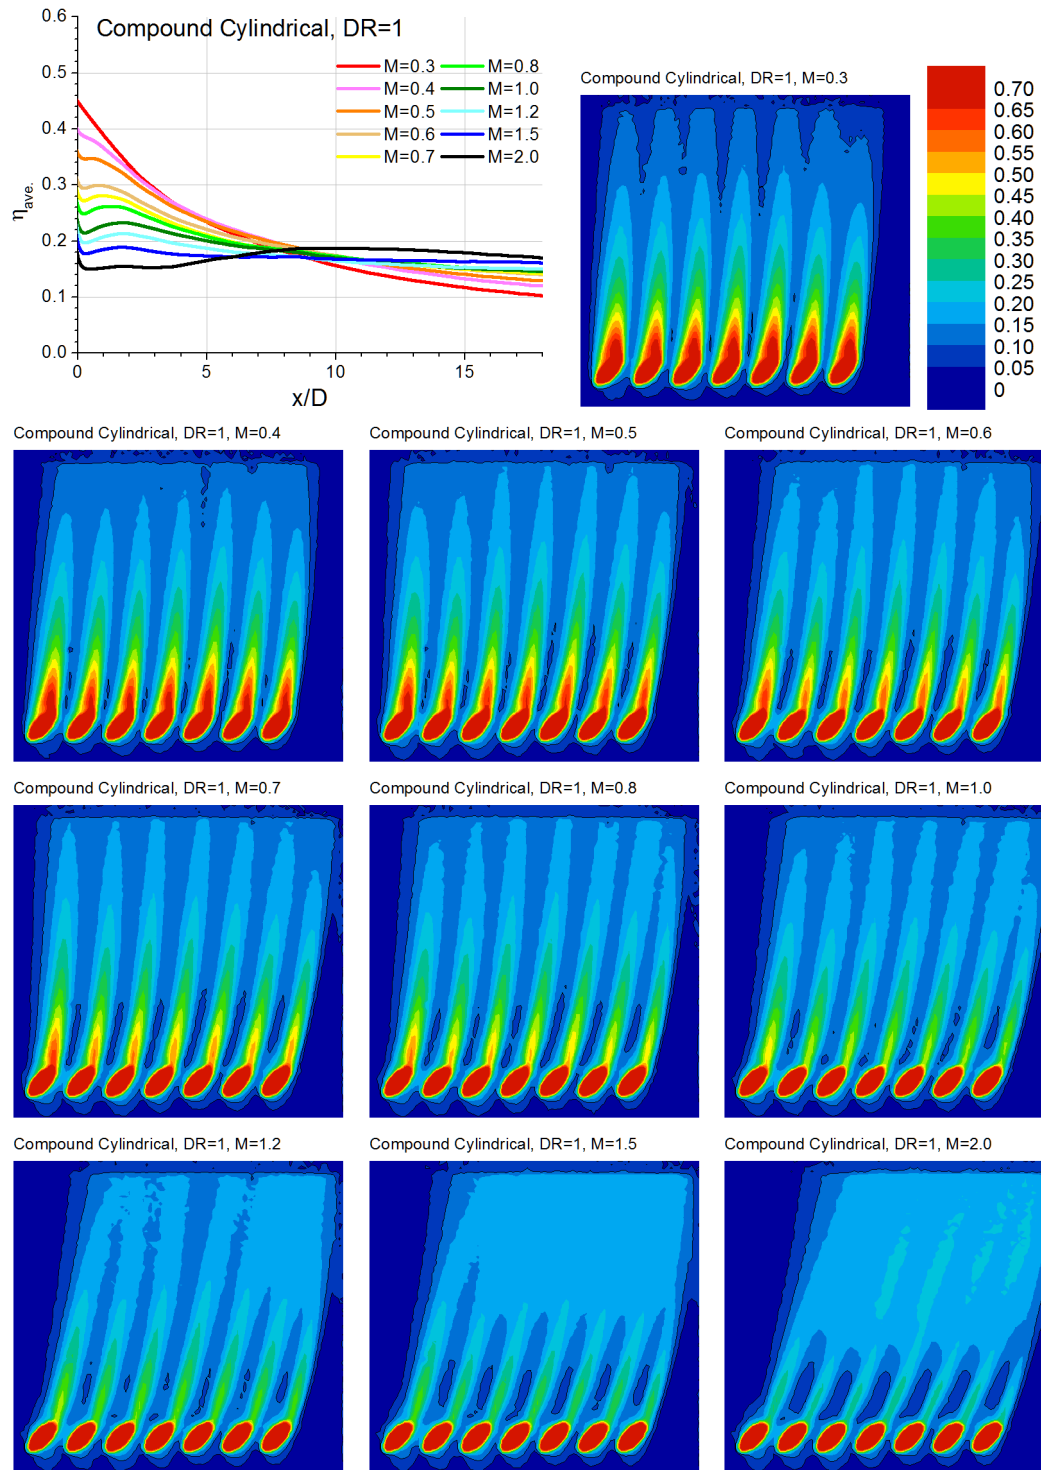 Compound Cylindrical, DR=1
0.6
0.5
0.4
0.3
0.2
0.1
0.0
ηave.
M=0.3
M=0.4
M=0.5
M=0.6
M=0.7
M=0.8
M=1.0
M=1.2
M=1.5
M=2.0
0 5 10 15
x/D
Compound Cylindrical, DR=1, M=0.3
0.70
0.65
0.60
0.55
0.50
0.45
0.40
0.35
0.30
0.25
0.20
0.15
0.10
0.05
0
Compound Cylindrical, DR=1, M=0.4
Compound Cylindrical, DR=1, M=0.5
Compound Cylindrical, DR=1, M=0.6
Compound Cylindrical, DR=1, M=0.7
Compound Cylindrical, DR=1, M=0.8
Compound Cylindrical, DR=1, M=1.0
Compound Cylindrical, DR=1, M=1.2
Compound Cylindrical, DR=1, M=1.5
Compound Cylindrical, DR=1, M=2.0